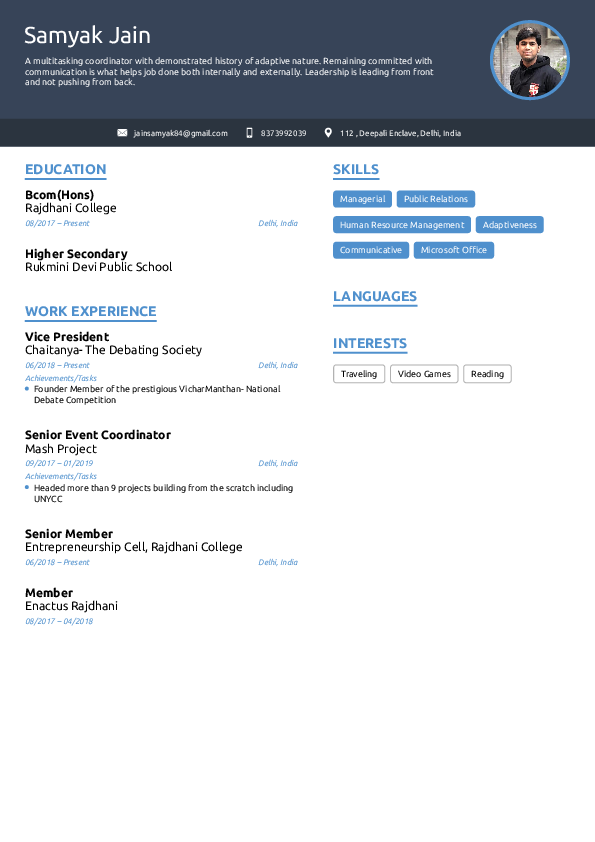 Samyak Jain
A multitasking coordinator with demonstrated history of adaptive nature. Remaining committed with
communication is what helps job done both internally and externally. Leadership is leading from front
and not pushing from back.
jainsamyak84@gmail.com
8373992039
112 , Deepali Enclave, Delhi, India
EDUCATION
Bcom(Hons)
Rajdhani College
08/2017 – Present
Delhi, India
Higher Secondary
Rukmini Devi Public School
WORK EXPERIENCE
Vice President
Chaitanya- The Debating Society
06/2018 – Present
Delhi, India
Achievements/Tasks
Founder Member of the prestigious VicharManthan- National
Debate Competition
Senior Event Coordinator
Mash Project
09/2017 – 01/2019
Delhi, India
Achievements/Tasks
Headed more than 9 projects building from the scratch including
UNYCC
Senior Member
Entrepreneurship Cell, Rajdhani College
06/2018 – Present
Delhi, India
Member
Enactus Rajdhani
08/2017 – 04/2018
SKILLS
Managerial
Public Relations
Human Resource Management
Adaptiveness
Communicative
Microsoft Office
LANGUAGES
INTERESTS
Traveling
Video Games
Reading